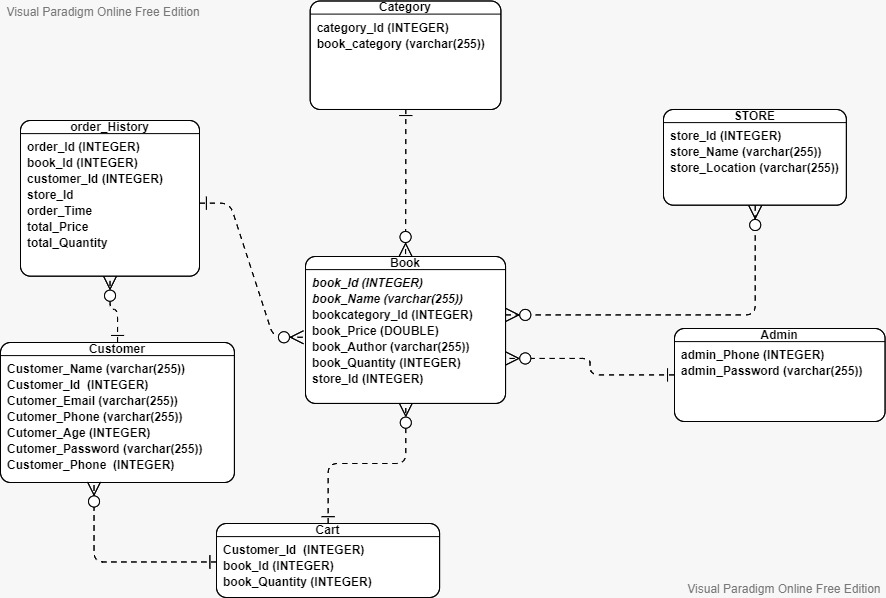 Visual Paradigm Online Free Edition
Category
category_Id (INTEGER)
book_category (varchar(255))
order_History
order_Id (INTEGER)
book_Id (INTEGER)
customer_Id (INTEGER)
store_Id
order_Time
total_Price
total_Quantity
STORE
store_Id (INTEGER)
store_Name (varchar(255))
store_Location (varchar(255))
Book
book_Id (INTEGER)
book_Name (varchar(255))
bookcategory_Id (INTEGER)
book_Price (DOUBLE)
book_Author (varchar(255))
book_Quantity (INTEGER)
store_Id (INTEGER)
Admin
admin_Phone (INTEGER)
admin_Password (varchar(255))
Customer
Customer_Name (varchar(255))
Customer_Id (INTEGER)
Cutomer_Email (varchar(255))
Cutomer_Phone (varchar(255))
Cutomer_Age (INTEGER)
Cutomer_Password (varchar(255))
Customer_Phone (INTEGER)
Cart
Customer_Id (INTEGER)
book_Id (INTEGER)
book_Quantity (INTEGER)
Visual Paradigm Online Free Edition